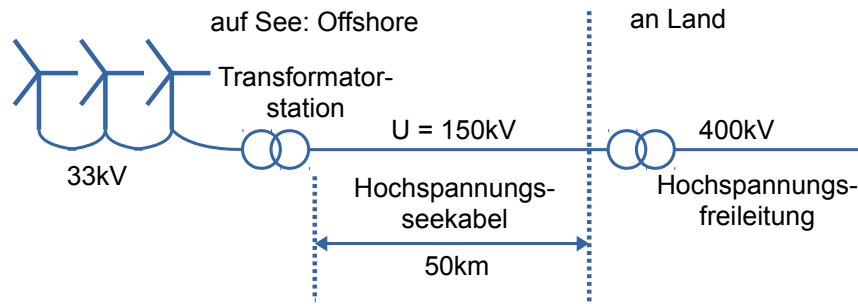 auf See: Offshore
an Land
Transformator-
station
U = 150kV
400kV
33kV
Hochspannungs-
seekabel
Hochspannungs-
freileitung
50km